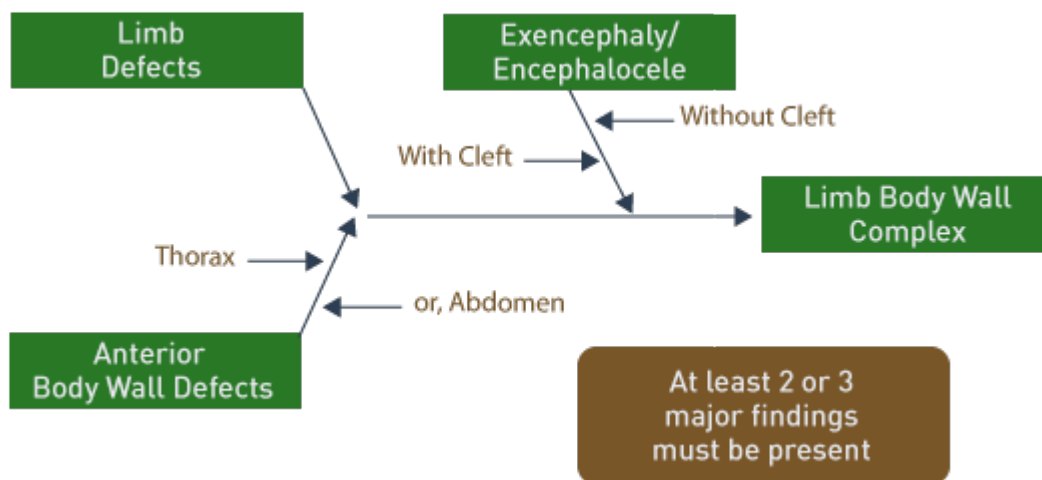 Limb
Defects
Exencephaly/
Encephalocele
Without Cleft
With Cleft
Limb Body Wall
Complex
Thorax
or, Abdomen
Anterior
Body Wall Defects
At least 2 or 3
major findings
must be present